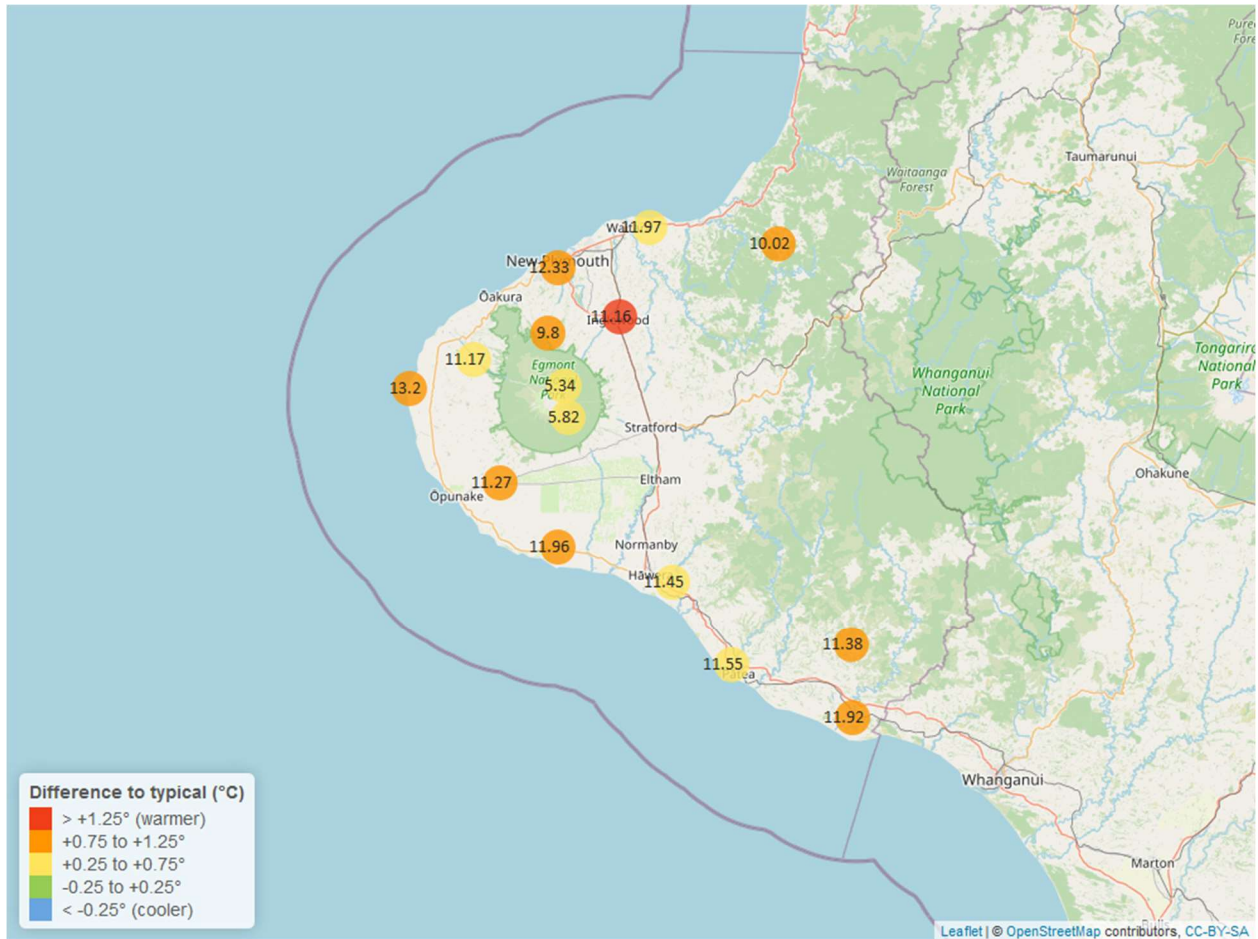 Taumarunui
Waitaanga
Forest
11.97
10.02
New Plymouth
12.33
Ōakura
11.16
9.8
11.17
Egmont
5.34
13.2
5.82
Whanganui
National
Park
Tongariro
National
Park
Stratford
Ohakune
11.27
Eltham
Ōpunake
11.96
Normanby
Hāwera
11.45
11.38
11.55
Patea
11.92
Whanganui
Marton
Difference to typical (°C)
> +1.25° (warmer)
+0.75 to +1.25°
+0.25 to +0.75°
-0.25 to +0.25°
< -0.25° (cooler)
Leaflet | © OpenStreetMap contributors, CC-BY-SA